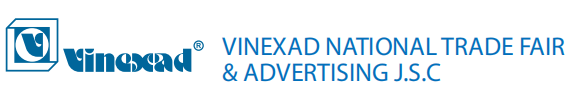 Vinexad®
VINEXAD NATIONAL TRADE FAIR
& ADVERTISING J.S.C